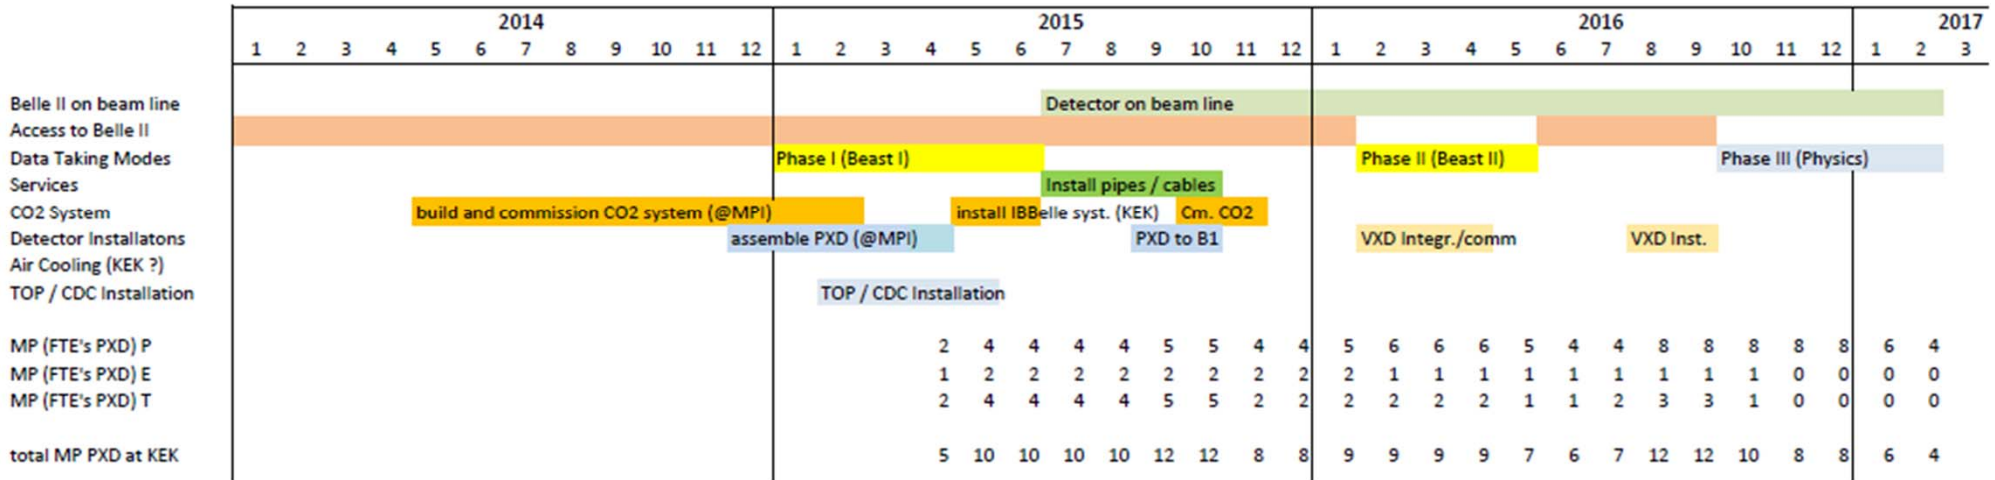 2014 2015 2016 2017
1 2 3 4 5 6 7 8 9 10 11 12 1 2 3 4 5 6 7 8 9 10 11 12 1 2 3 4 5 6 7 8 9 10 11 12 1 2 3
Belle II on beam line Detector on beam line
Access to Belle II
Data Taking Modes Phase I (Beast I) Phase II (Beast II) Phase III (Physics)
Services Install pipes / cables
CO2 System build and commission CO2 system (@MPI) install IBBelle syst. (KEK) Cm. CO2
Detector Installatons assemble PXD (@MPI) PXD to B1 VXD Integr./comm VXD Inst.
Air Cooling (KEK ?)
TOP / CDC Installation TOP / CDC Installation
MP (FTE's PXD) P 2 4 4 4 4 5 5 4 4 5 6 6 6 5 4 4 8 8 8 8 8 6 4
MP (FTE's PXD) E 1 2 2 2 2 2 2 2 2 2 1 1 1 1 1 1 1 1 1 0 0 0 0
MP (FTE's PXD) T 2 4 4 4 4 5 5 2 2 2 2 2 2 1 1 2 3 3 1 0 0 0 0
total MP PXD at KEK 5 10 10 10 10 12 12 8 8 9 9 9 9 7 6 7 12 12 10 8 8 6 4